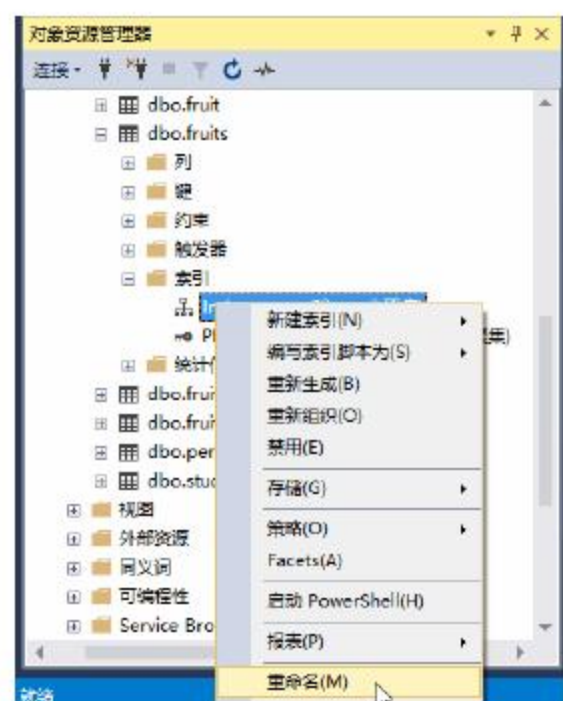 对象资源管理器
连接
dbo.fruit
dbo.fruits
列
键
约束
触发器
索引
新建索引(N)
编写索引脚本为(S)
重新生成(B)
重新组织(O)
禁用(E)
存储(G)
策略(O)
Facets(A)
启动 PowerShell(H)
报表(P)
重命名(M)
统计
dbo.frui
dbo.frui
dbo.per
dbo.stud
视图
外部资源
同义词
可编程性
Service Bro
就绪